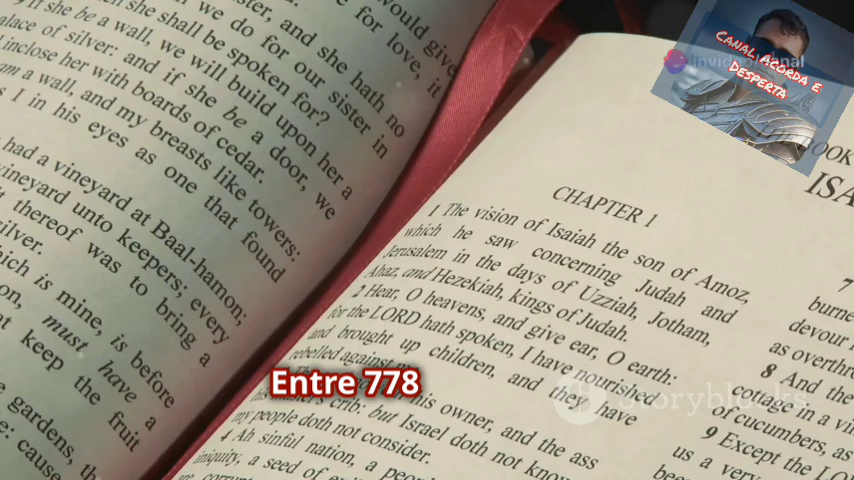 would give
we do for our sister in for love, it
she shall be spoken for? and she hath no
if she be a wall, we will build upon her a
palace of silver: and if she be a door, we
inclose her with boards of cedar.
am a wall, and my breasts like towers:
I in his eyes as one that found
had a vineyard at Baal-hamon;
vineyard unto keepers; every
thereof was to bring a
silver.
which is mine, is before
must have a
keep the fruit
gardens,
cause
CHAPTER 1
1 The vision of Isaiah the son of Amoz,
which he saw concerning Judah and
Jerusalem in the days of Uzziah, Jotham,
Ahaz, and Hezekiah, kings of Judah.
2 Hear, O heavens, and give ear, O earth:
for the LORD hath spoken, I have nourished
and brought up children, and they have
rebelled against
his owner, and the ass
crib: but Israel doth not know
my people doth not consider.
4 Ah sinful nation, a
iniquity, a seed of
BOOK
7
burne
devour
as overthr
8 And the
cottage in a vi
of cucumbers, as
9 Except the LO
us a very
Entre 778
CANAL ACORDA E
DESPERTA
Storyblocks